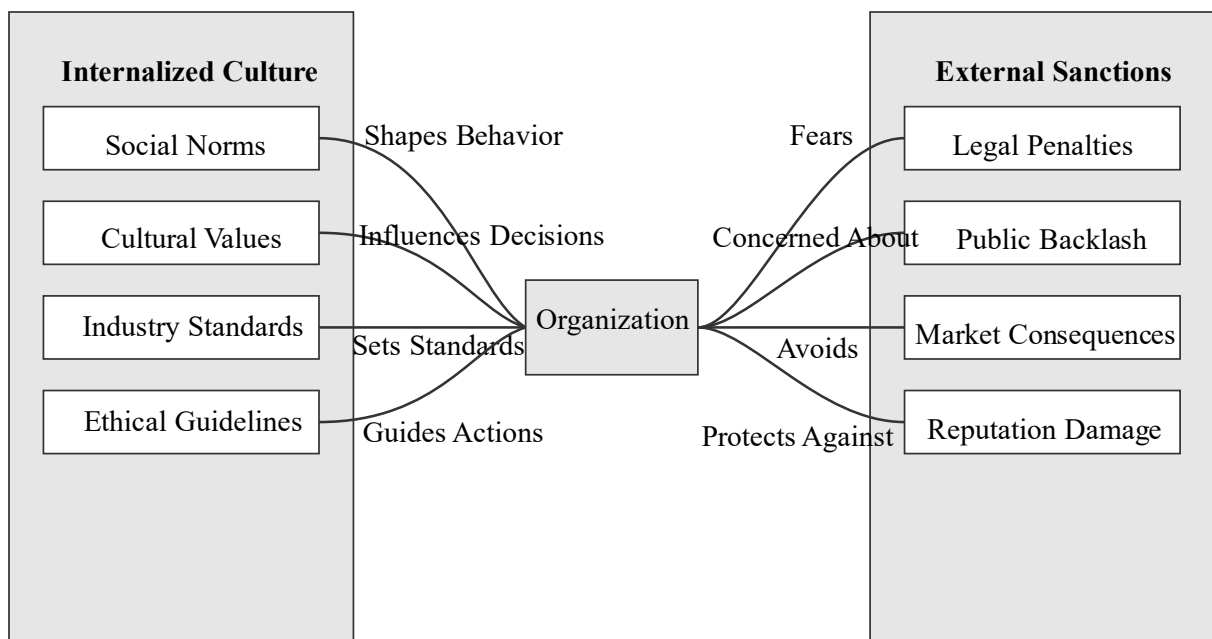 Internalized Culture
Social Norms
Cultural Values
Industry Standards
Ethical Guidelines
Shapes Behavior
Influences Decisions
Sets Standards
Guides Actions
Organization
Fears
Concerned About
Avoids
Protects Against
External Sanctions
Legal Penalties
Public Backlash
Market Consequences
Reputation Damage